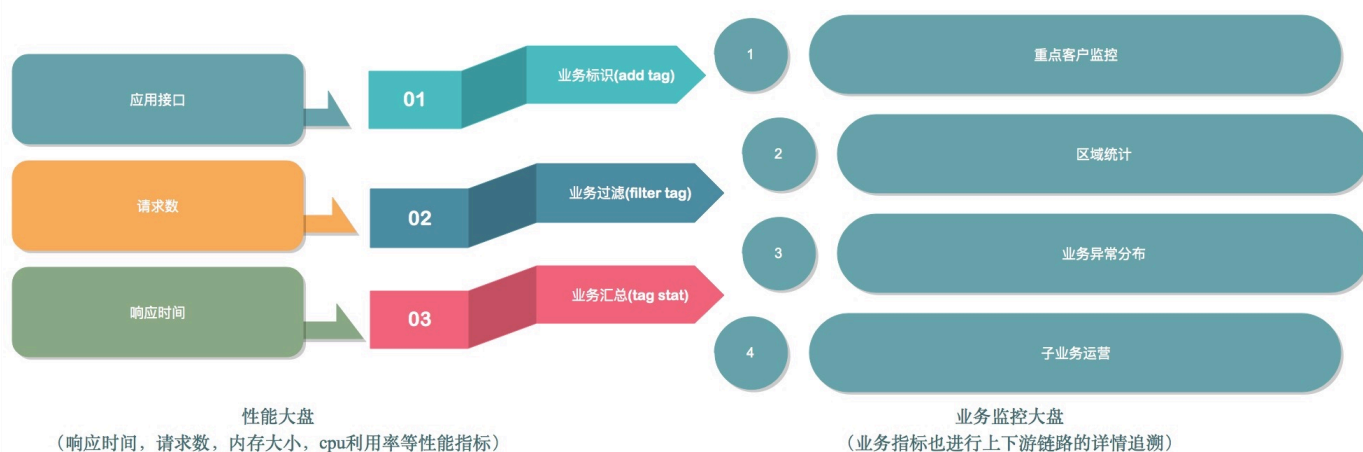 应用接口
请求数
响应时间
01
业务标识(add tag)
02
业务过滤(filter tag)
03
业务汇总(tag stat)
1
重点客户监控
2
区域统计
3
业务异常分布
4
子业务运营
性能大盘
（响应时间，请求数，内存大小，cpu利用率等性能指标）
业务监控大盘
（业务指标也进行上下游链路的详情追溯）